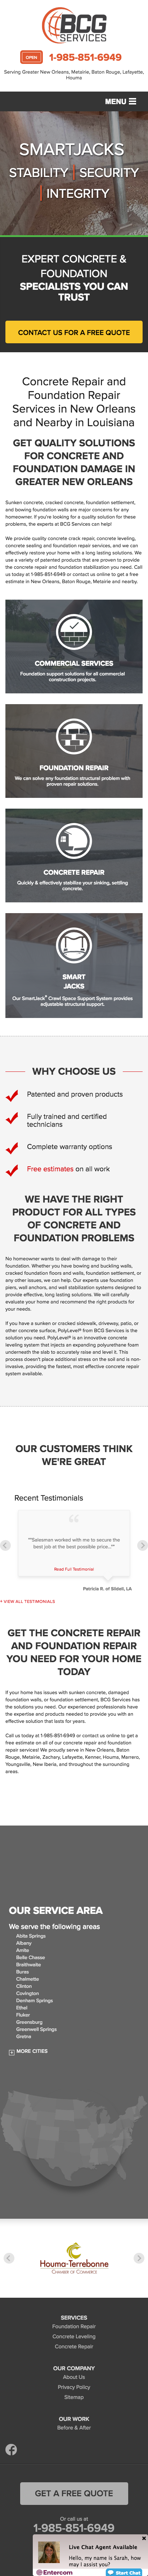 BCG
SERVICES
OPEN
1-985-851-6949
Serving Greater New Orleans, Metairie, Baton Rouge, Lafayette,
Houma
MENU
SMARTJACKS
STABILITY | SECURITY
| INTEGRITY
EXPERT CONCRETE &
FOUNDATION
SPECIALISTS YOU CAN
TRUST
CONTACT US FOR A FREE QUOTE
Concrete Repair and
Foundation Repair
Services in New Orleans
and Nearby in Louisiana
GET QUALITY SOLUTIONS
FOR CONCRETE AND
FOUNDATION DAMAGE IN
GREATER NEW ORLEANS
Sunken concrete, cracked concrete, foundation settlement,
and bowing foundation walls are major concerns for any
homeowner. If you're looking for a quality solution for these
problems, the experts at BCG Services can help!
We provide quality concrete crack repair, concrete leveling,
concrete sealing and foundation repair services, and we can
effectively restore your home with a long lasting solutions. We
offer a variety of patented products that are proven to provide
the concrete repair and foundation stabilization you need. Call
us today at 1-985-851-6949 or contact us online to get a free
estimate in New Orleans, Baton Rouge, Metairie and nearby.
COMMERCIAL SERVICES
Foundation support solutions for all commercial
construction projects.
FOUNDATION REPAIR
We can solve any foundation structural problem with
proven repair solutions.
CONCRETE REPAIR
Quickly & effectively stabilize your sinking, settling
concrete.
SMART
JACKS
Our SmartJack® Crawl Space Support System provides
adjustable structural support.
WHY CHOOSE US
Patented and proven products
Fully trained and certified
technicians
Complete warranty options
Free estimates on all work
WE HAVE THE RIGHT
PRODUCT FOR ALL TYPES
OF CONCRETE AND
FOUNDATION PROBLEMS
No homeowner wants to deal with damage to their
foundation. Whether you have bowing and buckling walls,
cracked concrete, cracked foundation walls, settlement, or
any other issues, we can help. Our experts use foundation
piers, wall anchors, and wall stabilization systems designed to
provide effective, long lasting solutions. We will carefully
evaluate your home and recommend the right products for
your needs.
If you have a sunken or cracked sidewalk, driveway, patio, or
other concrete surface, PolyLevel® from BCG Services is the
solution you need. PolyLevel® is an innovative concrete
leveling system that injects an expanding polyurethane foam
underneath the slab to accurately raise and level it. This
process doesn't place additional stress on the soil and is non-
invasive, providing the fastest, most effective concrete repair
system available.
OUR CUSTOMERS THINK
WE'RE GREAT
Recent Testimonials
""Salesman worked with me to secure the
best job at the best possible price...""
Read Full Testimonial
Patricia R. of Slidell, LA
+ VIEW ALL TESTIMONIALS
GET THE CONCRETE REPAIR
AND FOUNDATION REPAIR
YOU NEED FOR YOUR HOME
TODAY
If your home has issues with sunken concrete, damaged
foundation walls, or foundation settlement, BCG Services has
the solutions you need. Our experienced professionals have
the expertise and products needed to provide you with an
effective solution that lasts for years.
Call us today at 1-985-851-6949 or contact us online to get a
free estimate on all of our concrete repair and foundation
repair services! We proudly serve in New Orleans, Baton
Rouge, Metairie, Zachary, Lafayette, Kenner, Houma, Marrero,
Youngsville, New Iberia, and throughout the surrounding
areas.
OUR SERVICE AREA
We serve the following areas
Abita Springs
Albany
Amite
Belle Chasse
Braithwaite
Buras
Chalmette
Clinton
Covington
Denham Springs
Ethel
Fluker
Greensburg
Greenwell Springs
Gretna
+ MORE CITIES
Houma-Terrebonne
CHAMBER OF COMMERCE
SERVICES
Foundation Repair
Concrete Leveling
Concrete Repair
OUR COMPANY
About Us
Privacy Policy
Sitemap
OUR WORK
Before & After
GET A FREE QUOTE
Or call us at
1-985-851-6949
Live Chat Agent Available
Hello, my name is Sarah, how
may I assist you?
Entercom
Start Chat